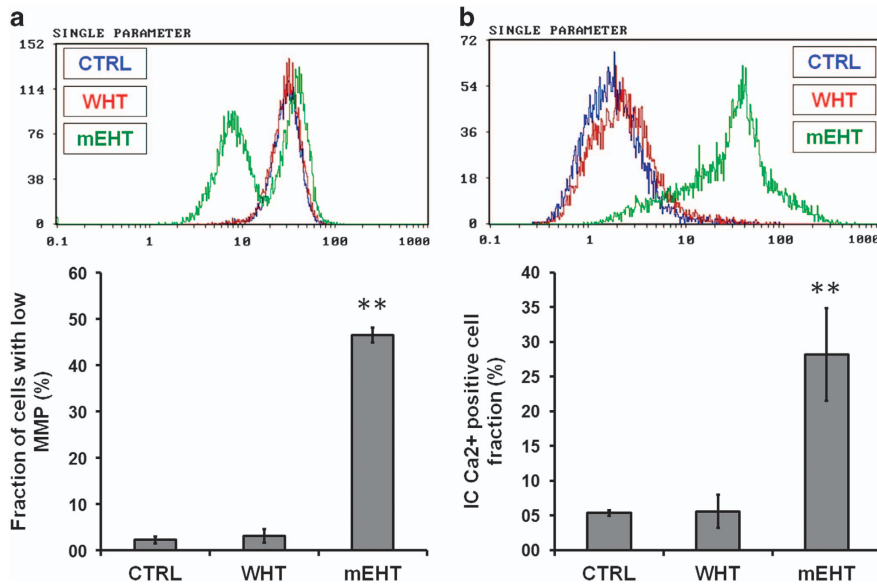 a
SINGLE PARAMETER
152
114
76
38
0
CTRL
WHT
mEHT
0.1 1 10 100 1000
Fraction of cells with low
MMP (%)
60
50
40
30
20
10
00
**
CTRL WHT mEHT
b
SINGLE PARAMETER
72
54
36
18
0
CTRL
WHT
mEHT
0.1 1 10 100 1000
IC Ca2+ positive cell
fraction (%)
40
35
30
25
20
15
10
05
00
**
CTRL WHT mEHT